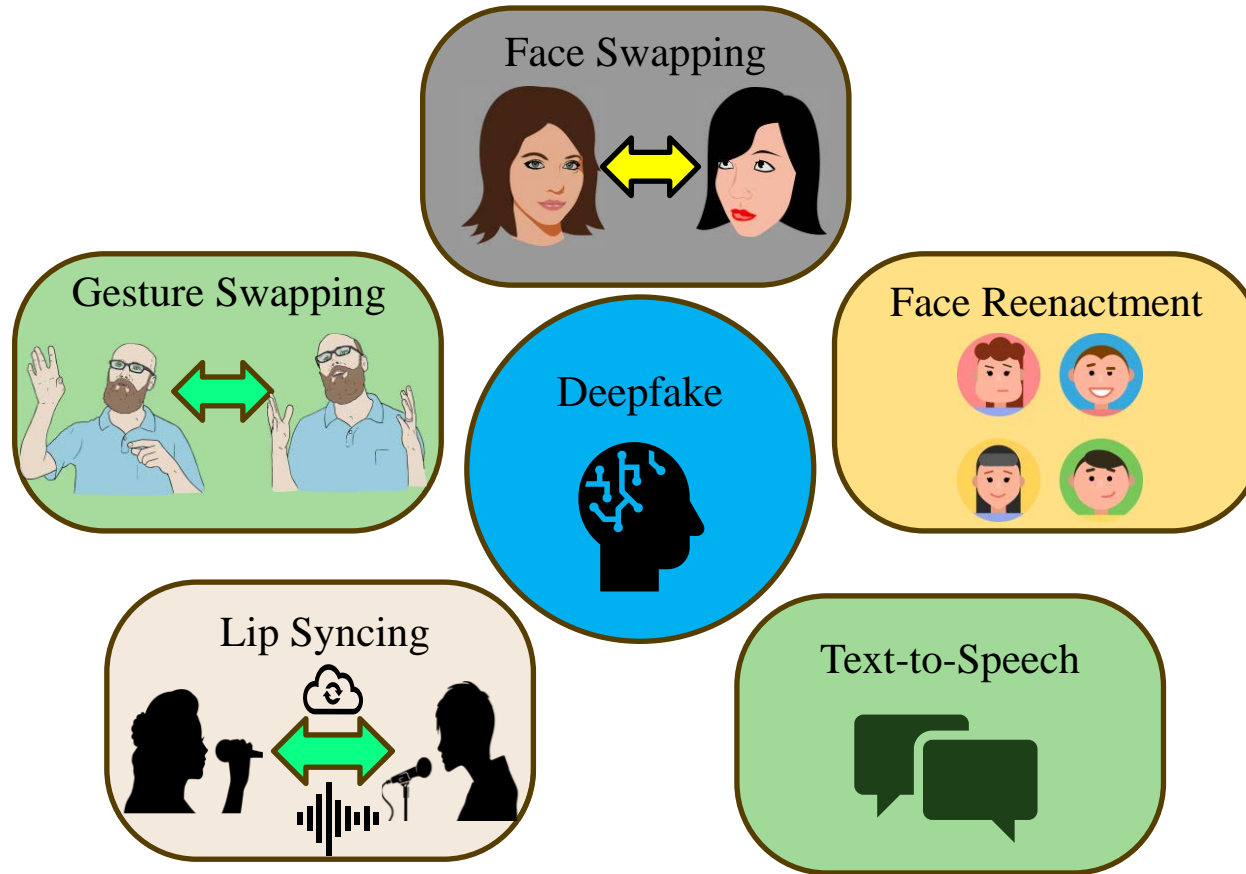 Face Swapping
Gesture Swapping
Face Reenactment
Deepfake
Lip Syncing
Text-to-Speech